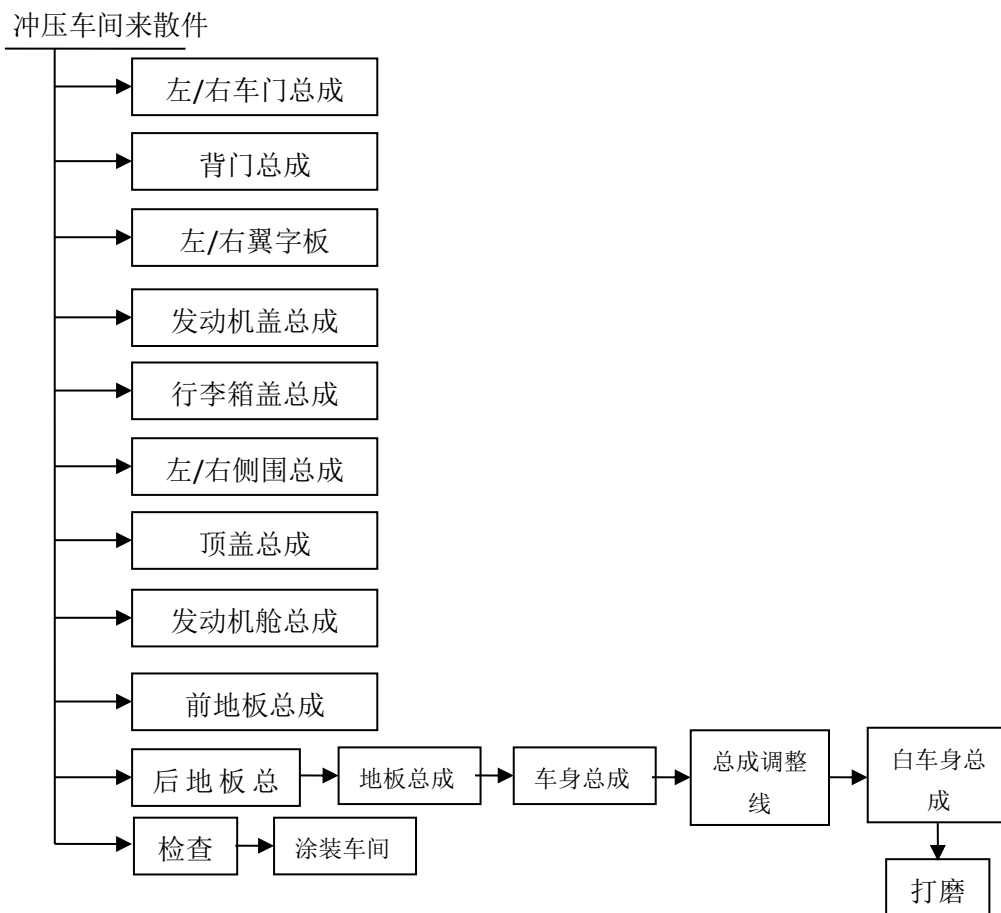 冲压车间来散件
左/右车门总成
背门总成
左/右翼字板
发动机盖总成
行李箱盖总成
左/右侧围总成
顶盖总成
发动机舱总成
前地板总成
后地板总
地板总成
车身总成
总成调整
线
白车身总
成
检查
涂装车间
打磨